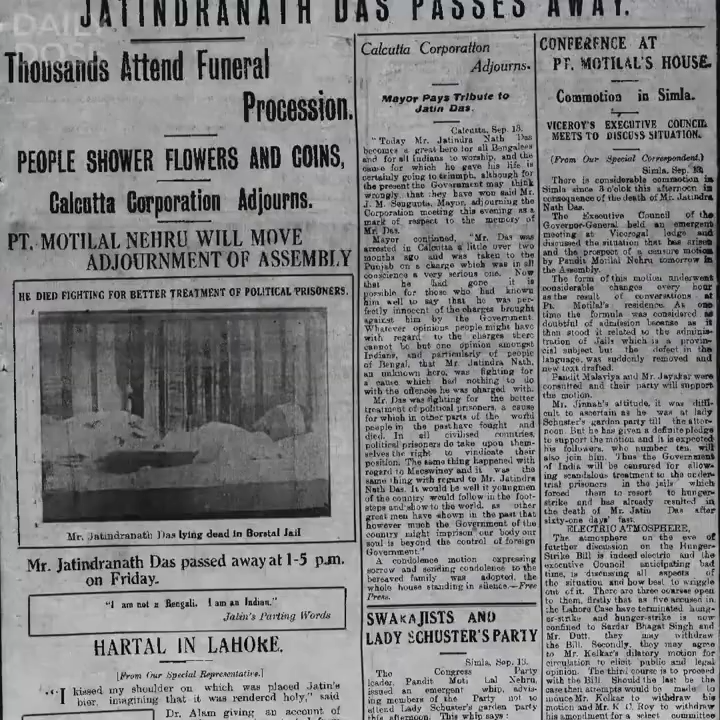 DAILY
DOSE
JATINDRANATH DAS PASSES AWAY.
Thousands Attend Funeral
Procession.
PEOPLE SHOWER FLOWERS AND COINS,
Calcutta Corporation Adjourns.
PT. MOTILAL NEHRU WILL MOVE
ADJOURNMENT OF ASSEMBLY
HE DIED FIGHTING FOR BETTER TREATMENT OF POLITICAL PRISONERS.
Mr. Jatindranath Das lying dead in Borstal Jail
Mr. Jatindranath Das passed away at 1-5 p.m.
on Friday.
"I am not a Bengali. I am an Indian."
Jatin's Parting Words
HARTAL IN LAHORE.
[From Our Special Representative.]
"I kissed my shoulder on which was placed Jatin's
bier, imagining that it was rendered holy," said
Dr. Alam giving an account of
Calcutta Corporation
Adjourns.
Mayor Pays Tribute to
Jatin Das.
Calcutta, Sep. 13.
"Today Mr. Jatindra Nath Das
becomes a great hero for all Bengalees
and for all Indians to worship, and the
cause for which he gave his life is
certainly going to triumph, although for
the present the Government may think
wrongly, that they have won said Mr.
J. M. Sengupta, Mayor, adjourning the
Corporation meeting this evening as a
mark of respect to the memory of
Mr. Das.
Mayor continued, "Mr. Das was
arrested in Calcutta a little over two
months ago and was taken to the
Punjab on a charge which was in all
conscience a very serious one. Now
that he had gone it is
possible for those who had known
him well to say that he was per-
fectly innocent of the charges brought
against him by the Government.
Whatever opinions people might have
with regard to the charges there
cannot be but one opinion amongst
Indians, and particularly of people
of Bengal, that Mr. Jatindra Nath,
an unknown hero, was fighting for
a cause which had nothing to do
with the offences he was charged with.
Mr. Das was fighting for the better
treatment of political prisoners, a cause
for which in other parts of the world
people in the past have fought and
died. In all civilised countries,
political prisoners do take upon them-
selves the right to vindicate their
position. The same thing happened with
regard to Macswiney and it was the
same thing with regard to Mr. Jatindra
Nath Das. It would be well if youngmen
of the country would follow in the foot-
steps and show to the world, as other
great men have shown in the past that
however much the Government of the
country might imprison our body our
soul is beyond the control of foreign
Government."
A condolence motion expressing
sorrow and sending condolence to the
bereaved family was adopted, the
whole house standing in silence.—Free
Press.
SWARAJISTS AND
LADY SCHUSTER'S PARTY
Simla, Sep. 13.
The Congress Party
leader, Pandit Moti Lal Nehru,
issued an emergent whip, advis-
ing members of the Party not to
attend Lady Schuster's garden party
this afternoon. This whip says:
CONFERENCE AT
PT. MOTILAL'S HOUSE.
Commotion in Simla.
VICEROY'S EXECUTIVE COUNCIL
MEETS TO DISCUSS SITUATION.
(From Our Special Correspondent.)
Simla, Sep. 13.
There is considerable commotion in
Simla since 3 o'clok this afternoon in
consequence of the death of Mr. Jatindra
Nath Das.
The Executive Council of the
Governor-General held an emergent
meeting at Viceregal lodge and
discussed the situation that has arisen
and the prospect of a censure motion
by Pandit Motilal Nehru tomorrow in
the Assembly.
The form of this motion underwent
considerable changes every hour
as the result of conversations at
Pt. Motilal's residence. At one
time the formula was considered as
doubtful of admission because as it
then stood it related to the adminis-
tration of Jails which is a provin-
cial subject but the defect in the
language, was suddenly removed and
new text drafted.
Pandit Malaviya and Mr. Jayakar were
consulted and their party will support
the motion.
Mr. Jinnah's attitude, it was diffi-
cult to ascertain as he was at lady
Schuster's garden party till the after-
noon. But he has given a definite pledge
to support the motion and it is expected
his followers, who number ten, will
also join him. Thus the Government
of India will be censured for allow-
ing scandalous treatment to the under-
trial prisoners in the jails which
forced them to resort to hunger-
strike and has already resulted in
the death of Mr. Jatin Das after
sixty-one days' fast.
ELECTRIC ATMOSPHERE.
The atmosphere on the eve of
further discussion on the Hunger-
Strike Bill is indeed electric and the
executive Council anticipating bad
time, is discussing all aspects of
the situation and how best to wriggle
out of it. There are three courses open to
them, firstly that as five accused in
the Lahore Case have terminated hung-
er-strike and hunger-strike is now
confined to Sardar Bhagat Singh and
Mr. Dutt, they may withdraw
the Bill. Secondly, they may agree
to Mr. Kelkar's dilatory motion for
circulation to elicit public and legal
opinion. The third course is to proceed
with the Bill. Should the last be the
case then attempts would be made to
induce Mr. Kelkar to withdraw his
motion and Mr. K. C. Roy to withdraw
his amendment for a wider committee